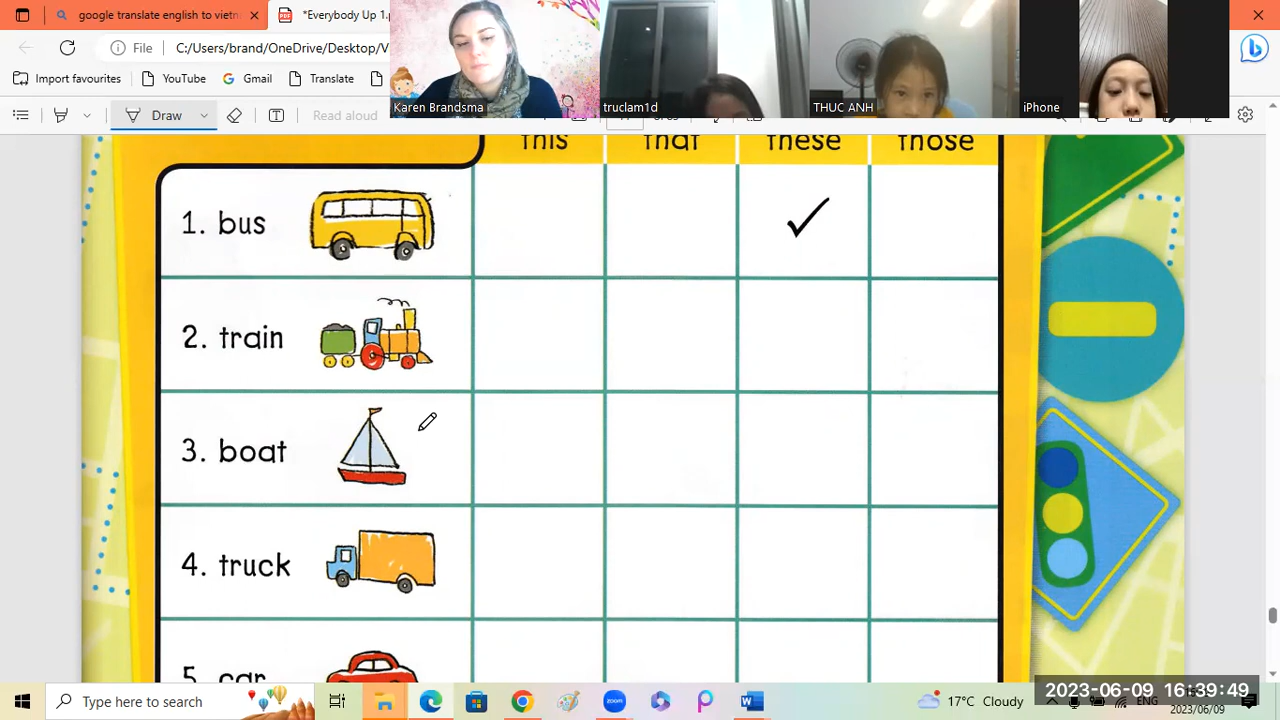 google translate english to vietn
*Everybody Up 1.p
File
C:/Users/brand/OneDrive/Desktop/V
Import favourites
YouTube
Gmail
Translate
Draw
Read aloud
Karen Brandsma
truclam1d
THUC ANH
iPhone
this that these those
1. bus
2. train
3. boat
4. truck
5. car
Type here to search
zoom
17°C Cloudy
ENG
2023-06-09 16:39:49
2023/06/09